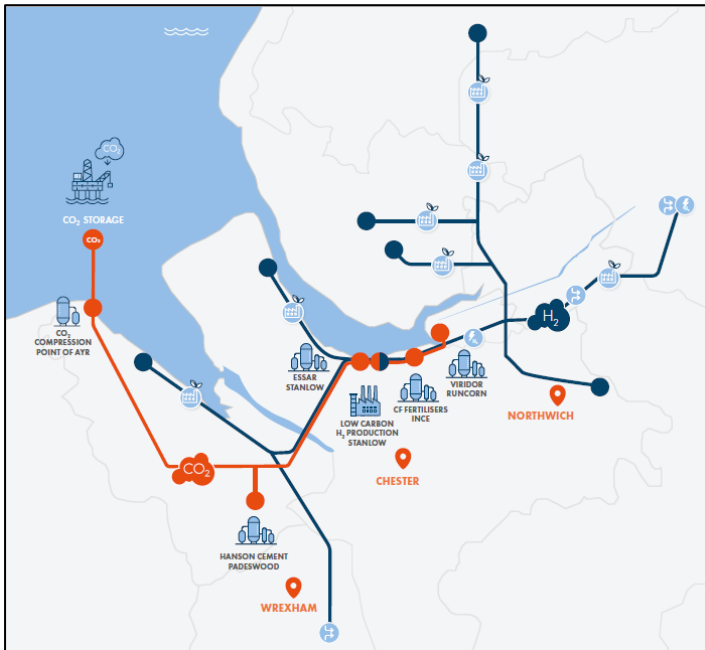 CO₂
CO₂ STORAGE
CO₂
CO₂
COMPRESSION
POINT OF AYR
ESSAR
STANLOW
LOW CARBON
H₂ PRODUCTION
STANLOW
CF FERTILISERS
INCE
VIRIDOR
RUNCORN
H₂
NORTHWICH
CHESTER
CO₂
HANSON CEMENT
PADESWOOD
WREXHAM